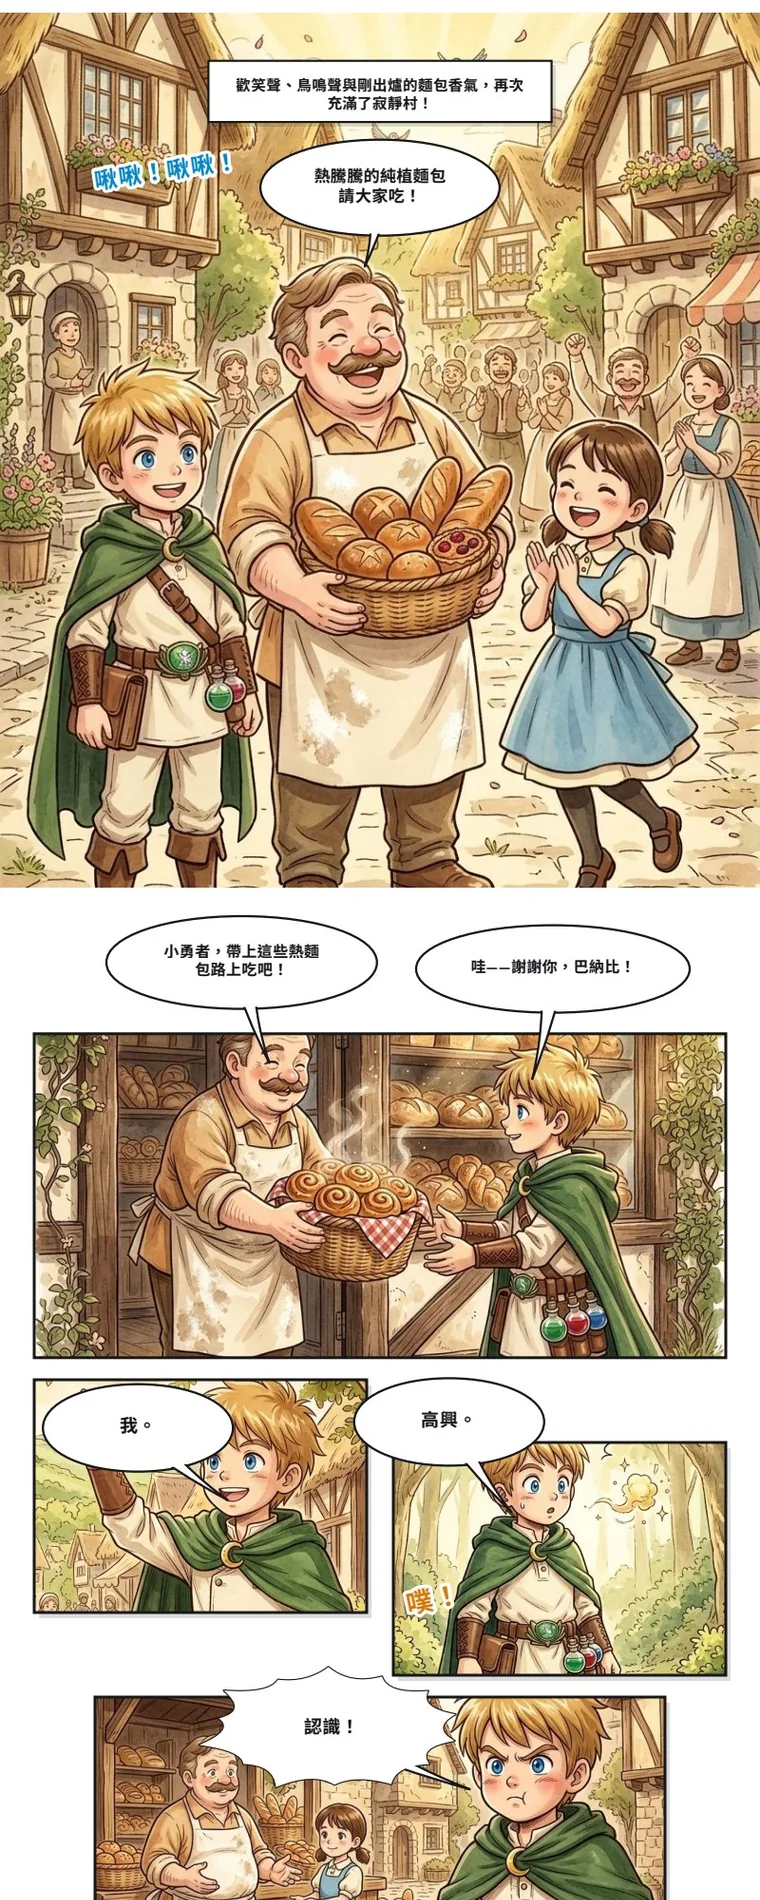 歡笑聲、鳥鳴聲與剛出爐的麵包香氣，再次
充滿了寂靜村！
啾啾！啾啾！
熱騰騰的純植麵包
請大家吃！
小勇者，帶上這些熱麵
包路上吃吧！
哇——謝謝你，巴納比！
我。
高興。
噗！
認識！